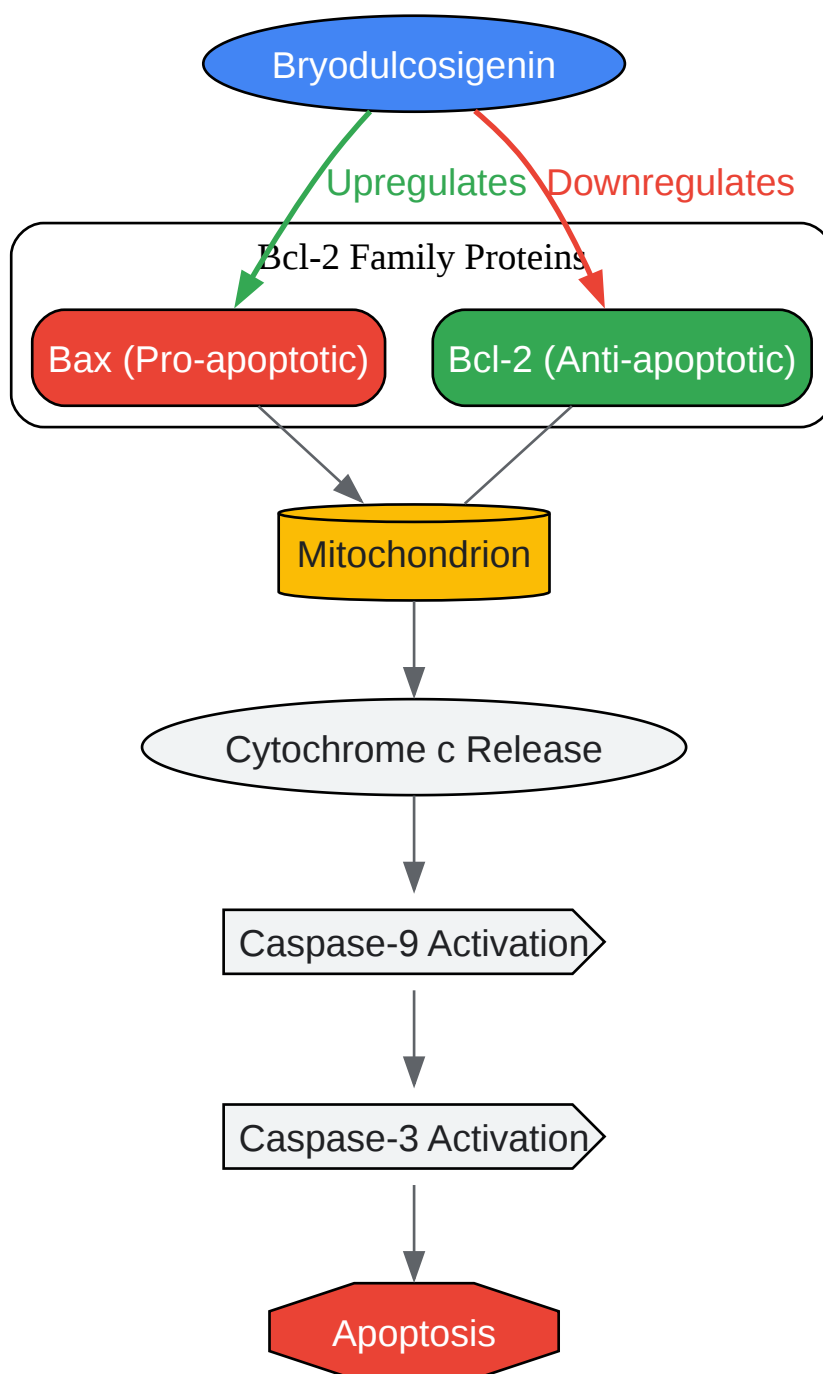 Bryodulcosigenin
Upregulates
Downregulates
Bcl-2 Family Proteins
Bax (Pro-apoptotic)
Bcl-2 (Anti-apoptotic)
Mitochondrion
Cytochrome c Release
Caspase-9 Activation
Caspase-3 Activation
Apoptosis